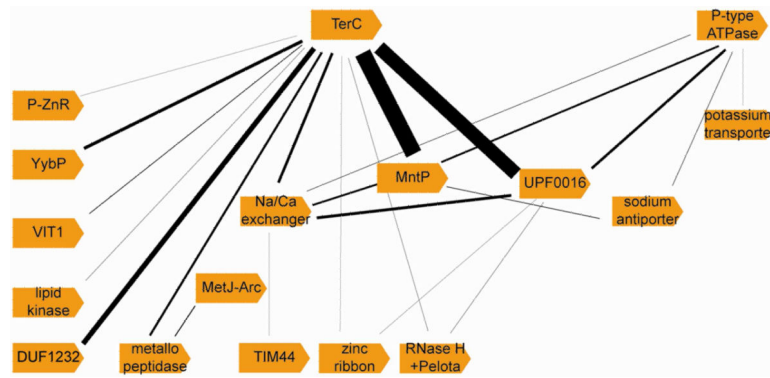 TerC
P-type
ATPase
P-ZnR
potassium
transporte
YybP
MntP
UPF0016
Na/Ca
exchanger
sodium
antiporter
VIT1
MetJ-Arc
lipid
kinase
DUF1232
metallo
peptidase
TIM44
zinc
ribbon
RNase H
+Pelota